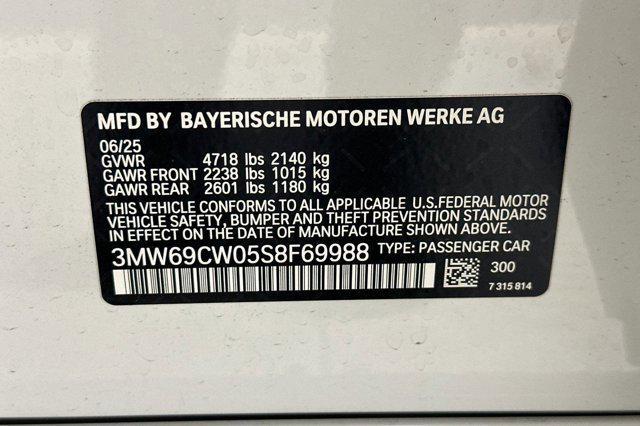 MFD BY BAYERISCHE MOTOREN WERKE AG
06/25
GVWR 4718 lbs 2140 kg
GAWR FRONT 2238 lbs 1015 kg
GAWR REAR 2601 lbs 1180 kg
THIS VEHICLE CONFORMS TO ALL APPLICABLE U.S.FEDERAL MOTOR
VEHICLE SAFETY, BUMPER AND THEFT PREVENTION STANDARDS
IN EFFECT ON THE DATE OF MANUFACTURE SHOWN ABOVE.
3MW69CW05S8F69988 TYPE: PASSENGER CAR
300
7 315 814